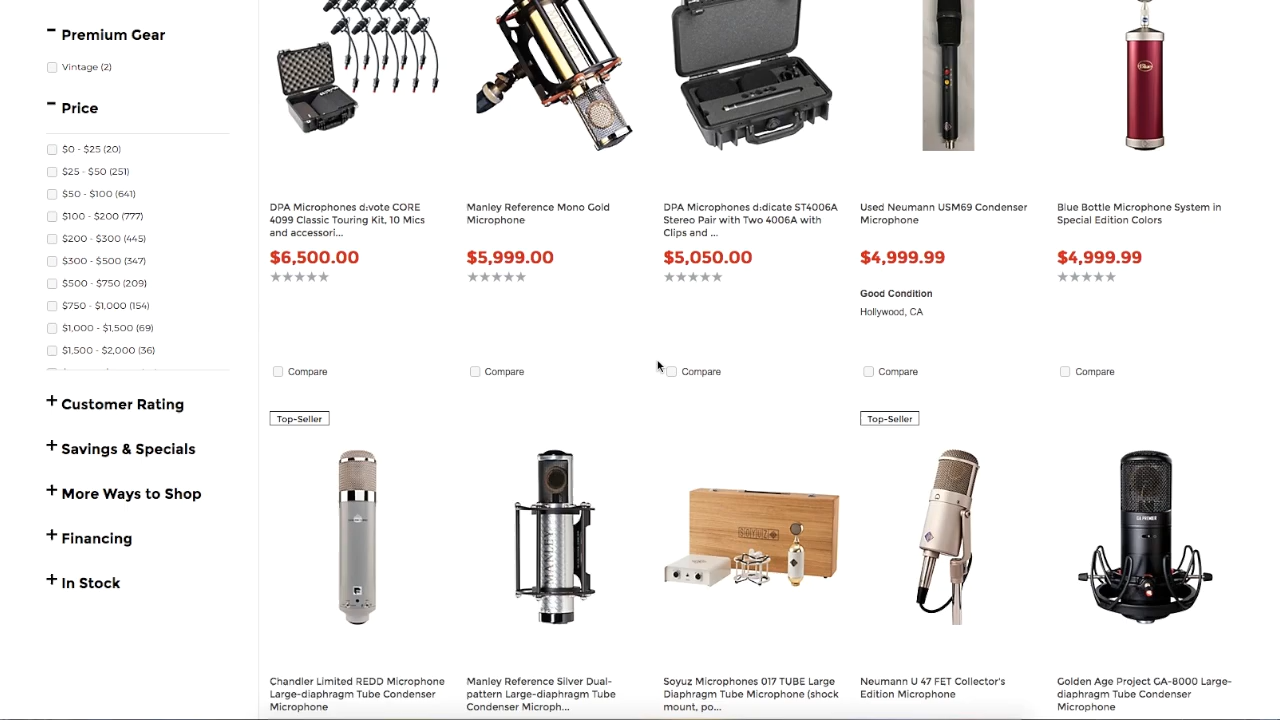 Premium Gear
Vintage (2)
Price
$0 - $25 (20)
$25 - $50 (251)
$50 - $100 (641)
$100 - $200 (777)
$200 - $300 (445)
$300 - $500 (347)
$500 - $750 (209)
$750 - $1,000 (154)
$1,000 - $1,500 (69)
$1,500 - $2,000 (36)
Customer Rating
Savings & Specials
More Ways to Shop
Financing
In Stock
DPA Microphones d:vote CORE
4099 Classic Touring Kit, 10 Mics
and accessori...
$6,500.00
Compare
Manley Reference Mono Gold
Microphone
$5,999.00
Compare
DPA Microphones d:dicate ST4006A
Stereo Pair with Two 4006A with
Clips and ...
$5,050.00
Compare
Used Neumann USM69 Condenser
Microphone
$4,999.99
Good Condition
Hollywood, CA
Compare
Blue Bottle Microphone System in
Special Edition Colors
$4,999.99
Compare
Top-Seller
Chandler Limited REDD Microphone
Large-diaphragm Tube Condenser
Microphone
Manley Reference Silver Dual-
pattern Large-diaphragm Tube
Condenser Microph...
Soyuz Microphones 017 TUBE Large
Diaphragm Tube Microphone (shock
mount, po...
Top-Seller
Neumann U 47 FET Collector's
Edition Microphone
Golden Age Project GA-8000 Large-
diaphragm Tube Condenser
Microphone